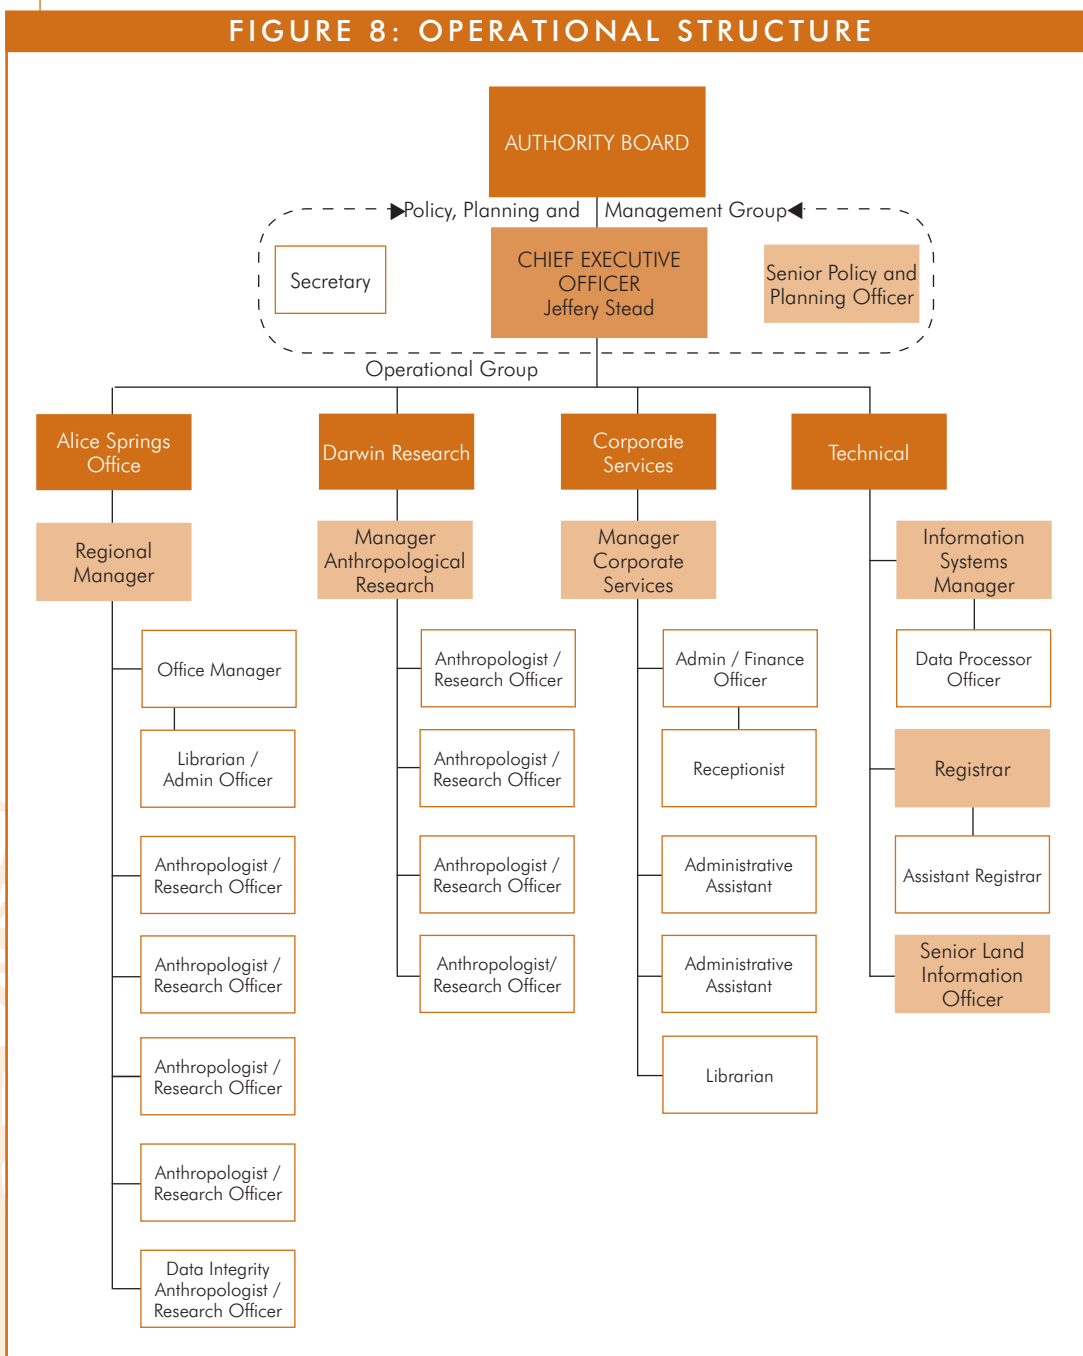 FIGURE 8: OPERATIONAL STRUCTURE
AUTHORITY BOARD
Policy, Planning and Management Group
Secretary
CHIEF EXECUTIVE
OFFICER
Jeffery Stead
Senior Policy and
Planning Officer
Operational Group
Alice Springs
Office
Darwin Research
Corporate
Services
Technical
Regional
Manager
Manager
Anthropological
Research
Manager
Corporate
Services
Information
Systems
Manager
Office Manager
Librarian /
Admin Officer
Anthropologist /
Research Officer
Anthropologist /
Research Officer
Anthropologist /
Research Officer
Anthropologist /
Research Officer
Data Integrity
Anthropologist /
Research Officer
Anthropologist /
Research Officer
Anthropologist /
Research Officer
Anthropologist /
Research Officer
Anthropologist/
Research Officer
Admin / Finance
Officer
Receptionist
Administrative
Assistant
Administrative
Assistant
Librarian
Data Processor
Officer
Registrar
Assistant Registrar
Senior Land
Information
Officer